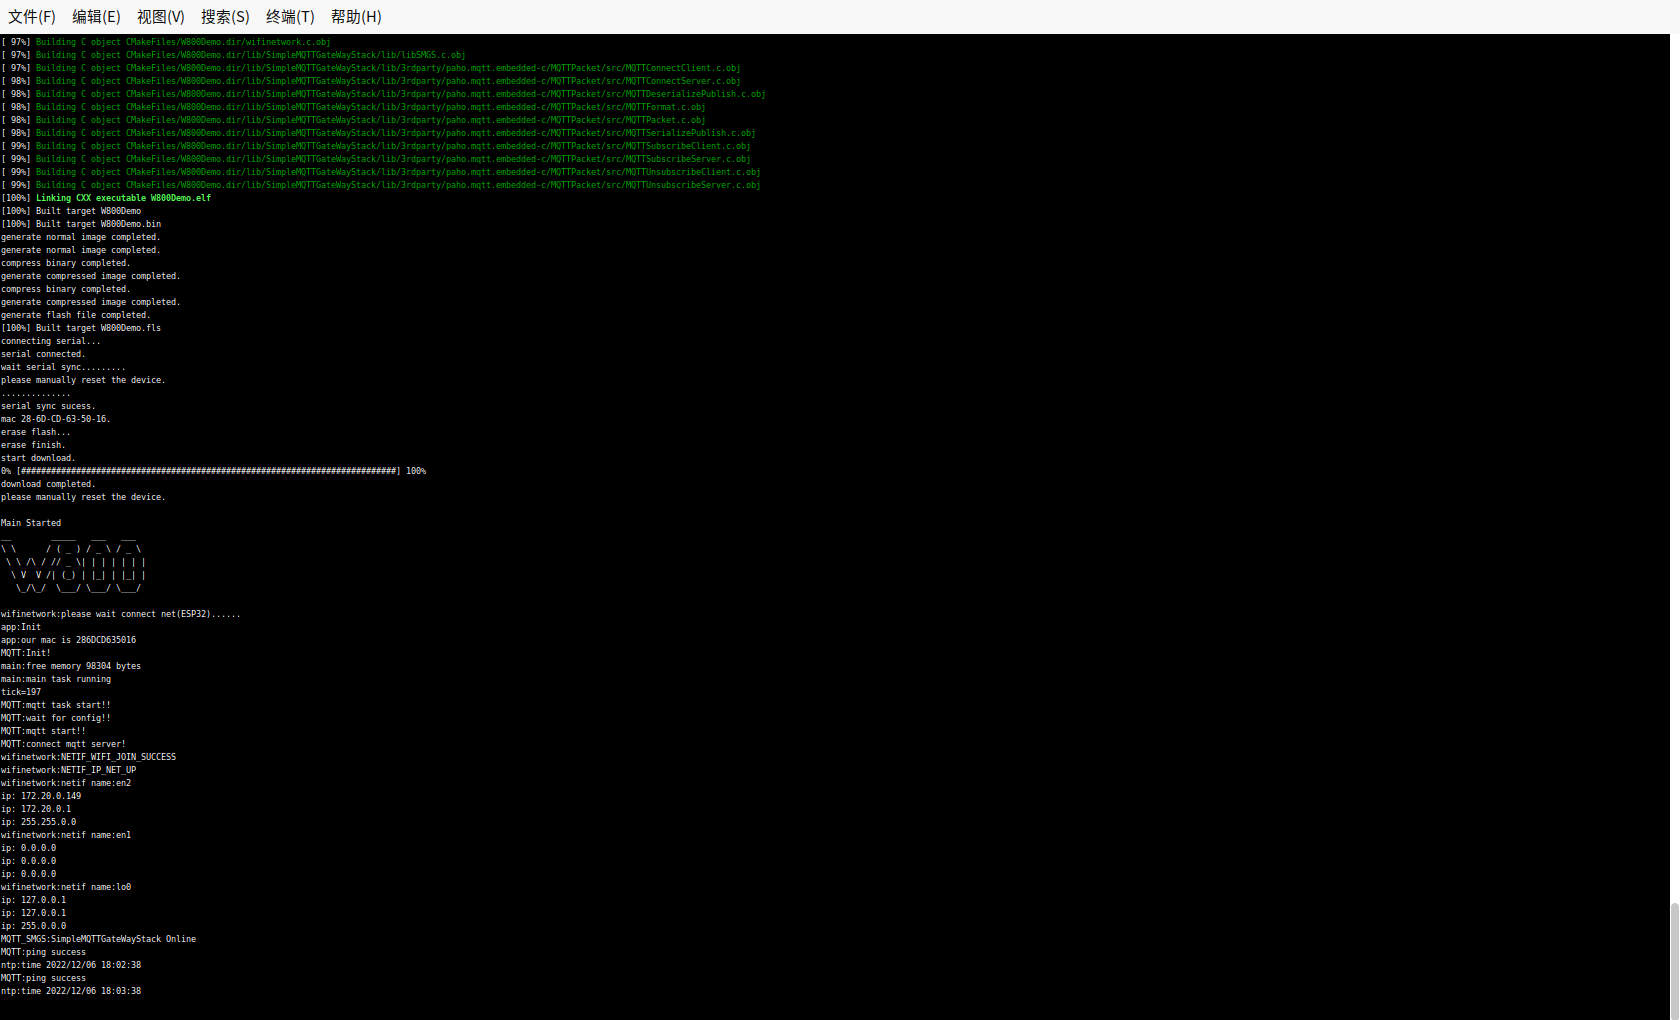 文件(F) 编辑(E) 视图(V) 搜索(S) 终端(T) 帮助(H)
[ 97%] Building C object CMakeFiles/W800Demo.dir/wifinetwork.c.obj
[ 97%] Building C object CMakeFiles/W800Demo.dir/lib/SimpleMQTTGateWayStack/lib/libSMGS.c.obj
[ 97%] Building C object CMakeFiles/W800Demo.dir/lib/SimpleMQTTGateWayStack/lib/3rdparty/paho.mqtt.embedded-c/MQTTPacket/src/MQTTConnectClient.c.obj
[ 98%] Building C object CMakeFiles/W800Demo.dir/lib/SimpleMQTTGateWayStack/lib/3rdparty/paho.mqtt.embedded-c/MQTTPacket/src/MQTTConnectServer.c.obj
[ 98%] Building C object CMakeFiles/W800Demo.dir/lib/SimpleMQTTGateWayStack/lib/3rdparty/paho.mqtt.embedded-c/MQTTPacket/src/MQTTDeserializePublish.c.obj
[ 98%] Building C object CMakeFiles/W800Demo.dir/lib/SimpleMQTTGateWayStack/lib/3rdparty/paho.mqtt.embedded-c/MQTTPacket/src/MQTTFormat.c.obj
[ 98%] Building C object CMakeFiles/W800Demo.dir/lib/SimpleMQTTGateWayStack/lib/3rdparty/paho.mqtt.embedded-c/MQTTPacket/src/MQTTPacket.c.obj
[ 98%] Building C object CMakeFiles/W800Demo.dir/lib/SimpleMQTTGateWayStack/lib/3rdparty/paho.mqtt.embedded-c/MQTTPacket/src/MQTTSerializePublish.c.obj
[ 99%] Building C object CMakeFiles/W800Demo.dir/lib/SimpleMQTTGateWayStack/lib/3rdparty/paho.mqtt.embedded-c/MQTTPacket/src/MQTTSubscribeClient.c.obj
[ 99%] Building C object CMakeFiles/W800Demo.dir/lib/SimpleMQTTGateWayStack/lib/3rdparty/paho.mqtt.embedded-c/MQTTPacket/src/MQTTSubscribeServer.c.obj
[ 99%] Building C object CMakeFiles/W800Demo.dir/lib/SimpleMQTTGateWayStack/lib/3rdparty/paho.mqtt.embedded-c/MQTTPacket/src/MQTTUnsubscribeClient.c.obj
[ 99%] Building C object CMakeFiles/W800Demo.dir/lib/SimpleMQTTGateWayStack/lib/3rdparty/paho.mqtt.embedded-c/MQTTPacket/src/MQTTUnsubscribeServer.c.obj
[100%] Linking CXX executable W800Demo.elf
[100%] Built target W800Demo
[100%] Built target W800Demo.bin
generate normal image completed.
generate normal image completed.
compress binary completed.
generate compressed image completed.
compress binary completed.
generate compressed image completed.
generate flash file completed.
[100%] Built target W800Demo.fls
connecting serial...
serial connected.
wait serial sync.........
please manually reset the device.
..............
serial sync sucess.
mac 28-6D-CD-63-50-16.
erase flash...
erase finish.
start download.
0% [###########################################################################] 100%
download completed.
please manually reset the device.
Main Started
__        _____   ___   ___
\ \      / ( _ ) / _ \ / _ \
 \ \ /\ / // _ \| | | | | | |
  \ V  V /| (_) | |_| | |_| |
   \_/\_/  \___/ \___/ \___/
wifinetwork:please wait connect net(ESP32)......
app:Init
app:our mac is 286DCD635016
MQTT:Init!
main:free memory 98304 bytes
main:main task running
tick=197
MQTT:mqtt task start!!
MQTT:wait for config!!
MQTT:mqtt start!!
MQTT:connect mqtt server!
wifinetwork:NETIF_WIFI_JOIN_SUCCESS
wifinetwork:NETIF_IP_NET_UP
wifinetwork:netif name:en2
ip: 172.20.0.149
ip: 172.20.0.1
ip: 255.255.0.0
wifinetwork:netif name:en1
ip: 0.0.0.0
ip: 0.0.0.0
ip: 0.0.0.0
wifinetwork:netif name:lo0
ip: 127.0.0.1
ip: 127.0.0.1
ip: 255.0.0.0
MQTT_SMGS:SimpleMQTTGateWayStack Online
MQTT:ping success
ntp:time 2022/12/06 18:02:38
MQTT:ping success
ntp:time 2022/12/06 18:03:38